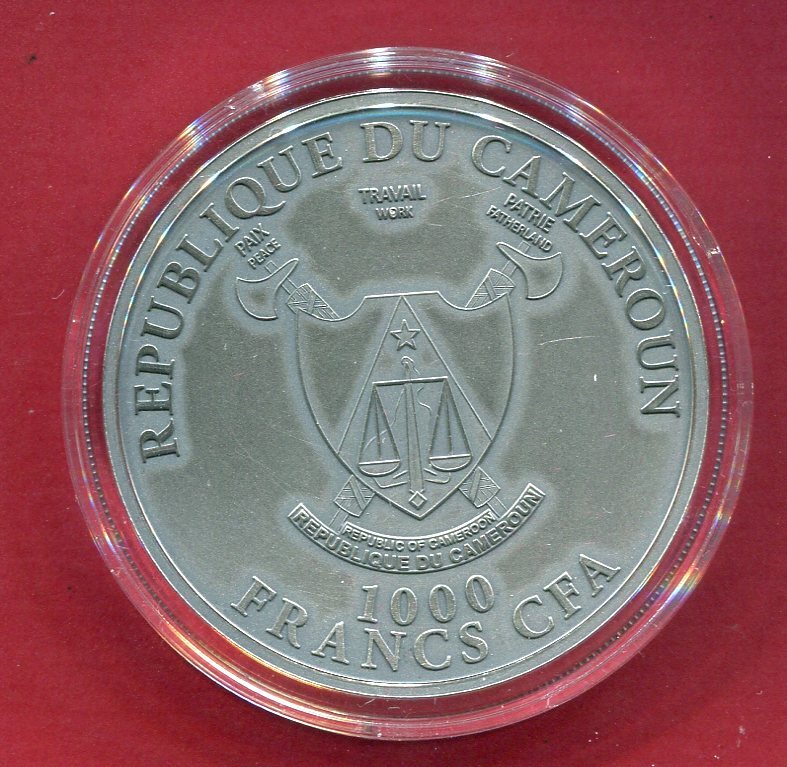 REPUBLIQUE DU CAMEROUN
PAIX
PEACE
TRAVAIL
WORK
PATRIE
FATHERLAND
REPUBLIC OF CAMEROON
REPUBLIQUE DU CAMEROUN
1000
FRANCS CFA